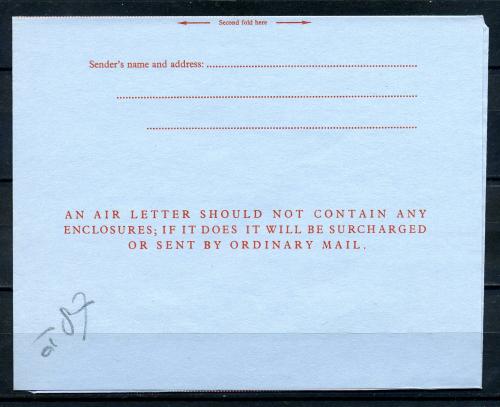 Second fold here
Sender's name and address:
AN AIR LETTER SHOULD NOT CONTAIN ANY
ENCLOSURES; IF IT DOES IT WILL BE SURCHARGED
OR SENT BY ORDINARY MAIL.